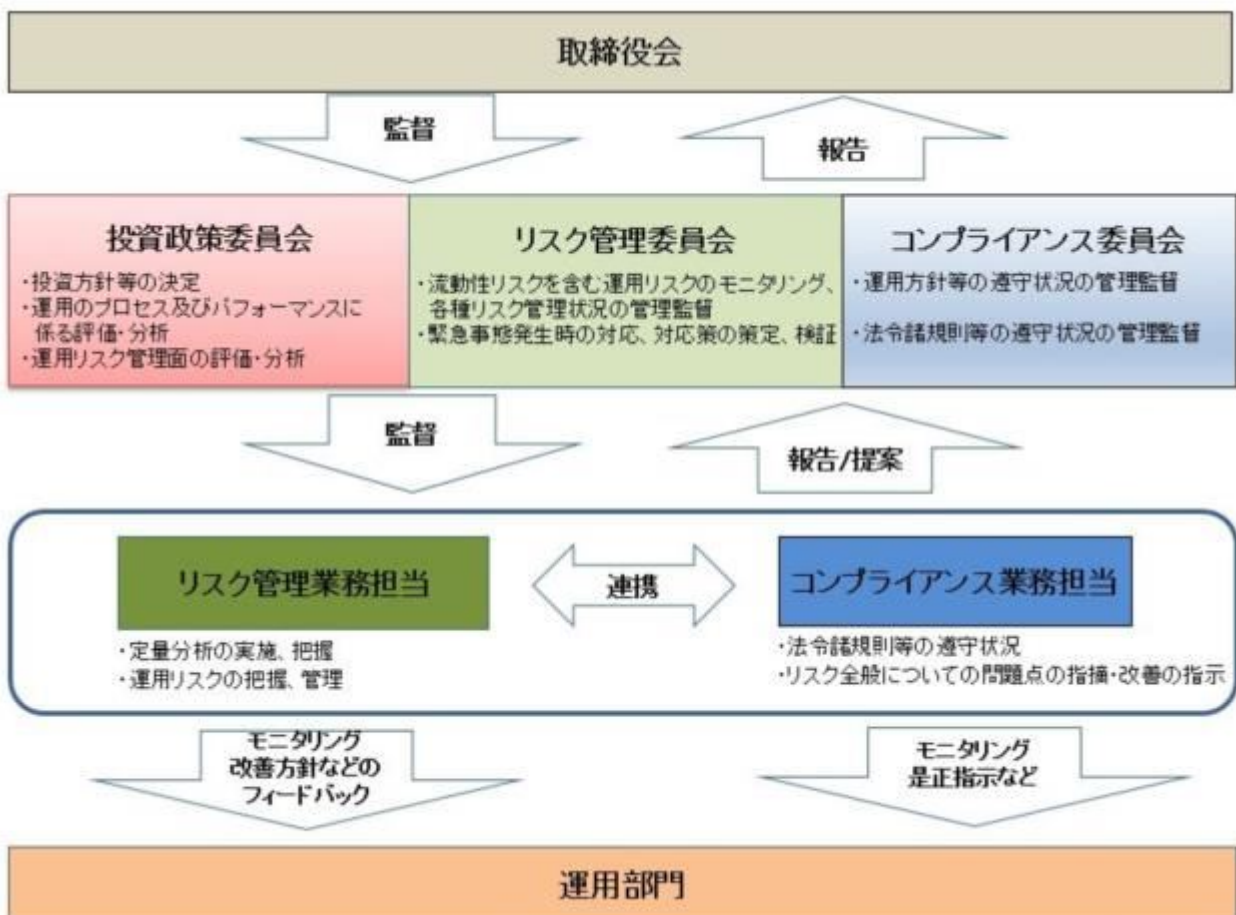 取締役会
監督
報告
投資政策委員会
・投資方針等の決定
・運用のプロセス及びパフォーマンスに
係る評価・分析
・運用リスク管理面の評価・分析
リスク管理委員会
・流動性リスクを含む運用リスクのモニタリング、
各種リスク管理状況の管理監督
・緊急事態発生時の対応、対応策の策定、検証
コンプライアンス委員会
・運用方針等の遵守状況の管理監督
・法令諸規則等の遵守状況の管理監督
監督
報告/提案
リスク管理業務担当
・定量分析の実施、把握
・運用リスクの把握、管理
連携
コンプライアンス業務担当
・法令諸規則等の遵守状況
・リスク全般についての問題点の指摘・改善の指示
モニタリング
改善方針などの
フィードバック
モニタリング
是正指示など
運用部門